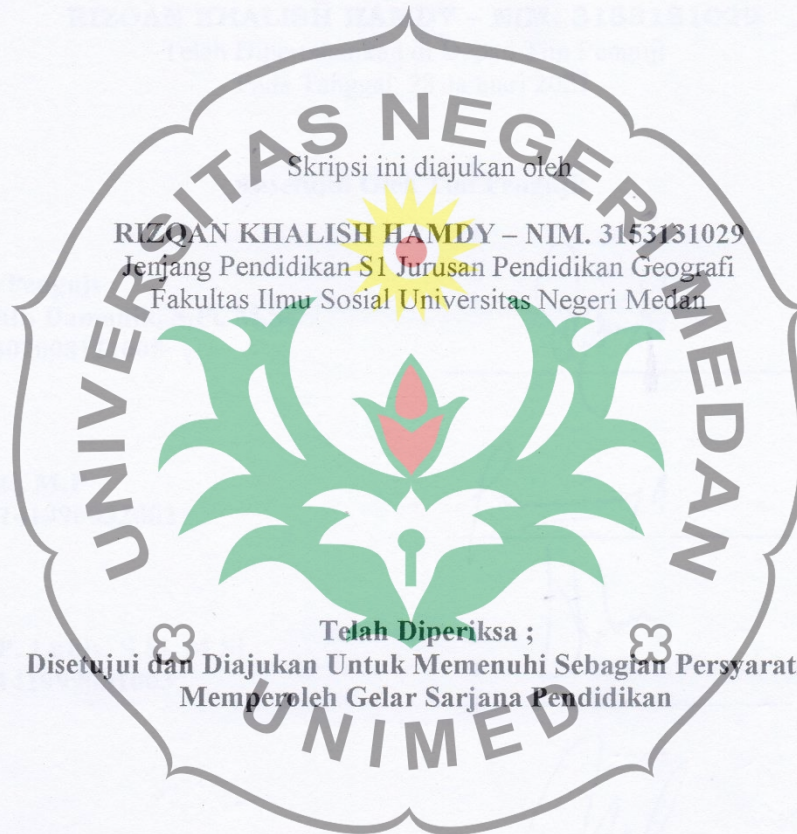 UNIVERSITAS NEGERI MEDAN
Skripsi ini diajukan oleh
RIZQAN KHALISH HAMDY – NIM. 3153131029
Jenjang Pendidikan S1 Jurusan Pendidikan Geografi
Fakultas Ilmu Sosial Universitas Negeri Medan
Telah Diperiksa ;
Disetujui dan Diajukan Untuk Memenuhi Sebagian Persyarat
Memperoleh Gelar Sarjana Pendidikan
UNIMED